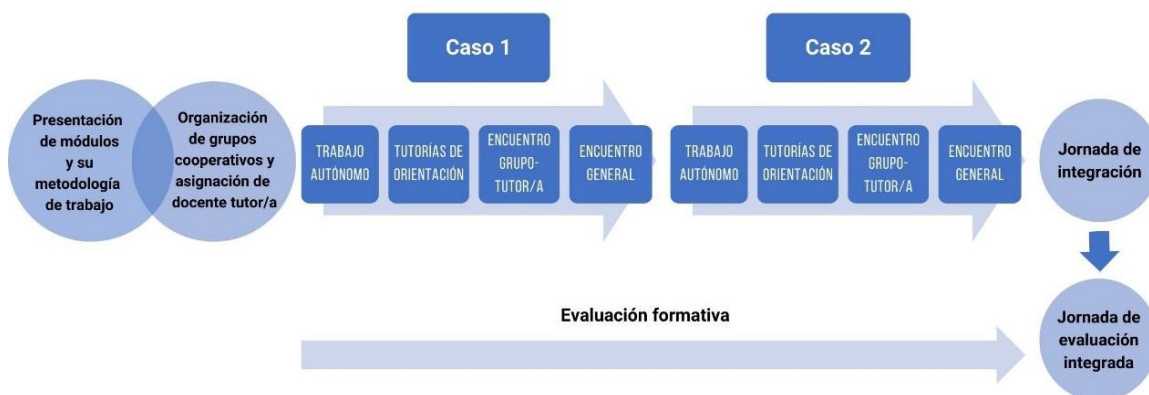 Caso 1
Caso 2
Presentación
de módulos
y su
metodología
de trabajo
Organización
de grupos
cooperativos y
asignación de
docente tutor/a
TRABAJO
AUTÓNOMO
TUTORÍAS DE
ORIENTACIÓN
ENCUENTRO
GRUPO-
TUTOR/A
ENCUENTRO
GENERAL
TRABAJO
AUTÓNOMO
TUTORÍAS DE
ORIENTACIÓN
ENCUENTRO
GRUPO-
TUTOR/A
ENCUENTRO
GENERAL
Jornada de
integración
Evaluación formativa
Jornada de
evaluación
integrada